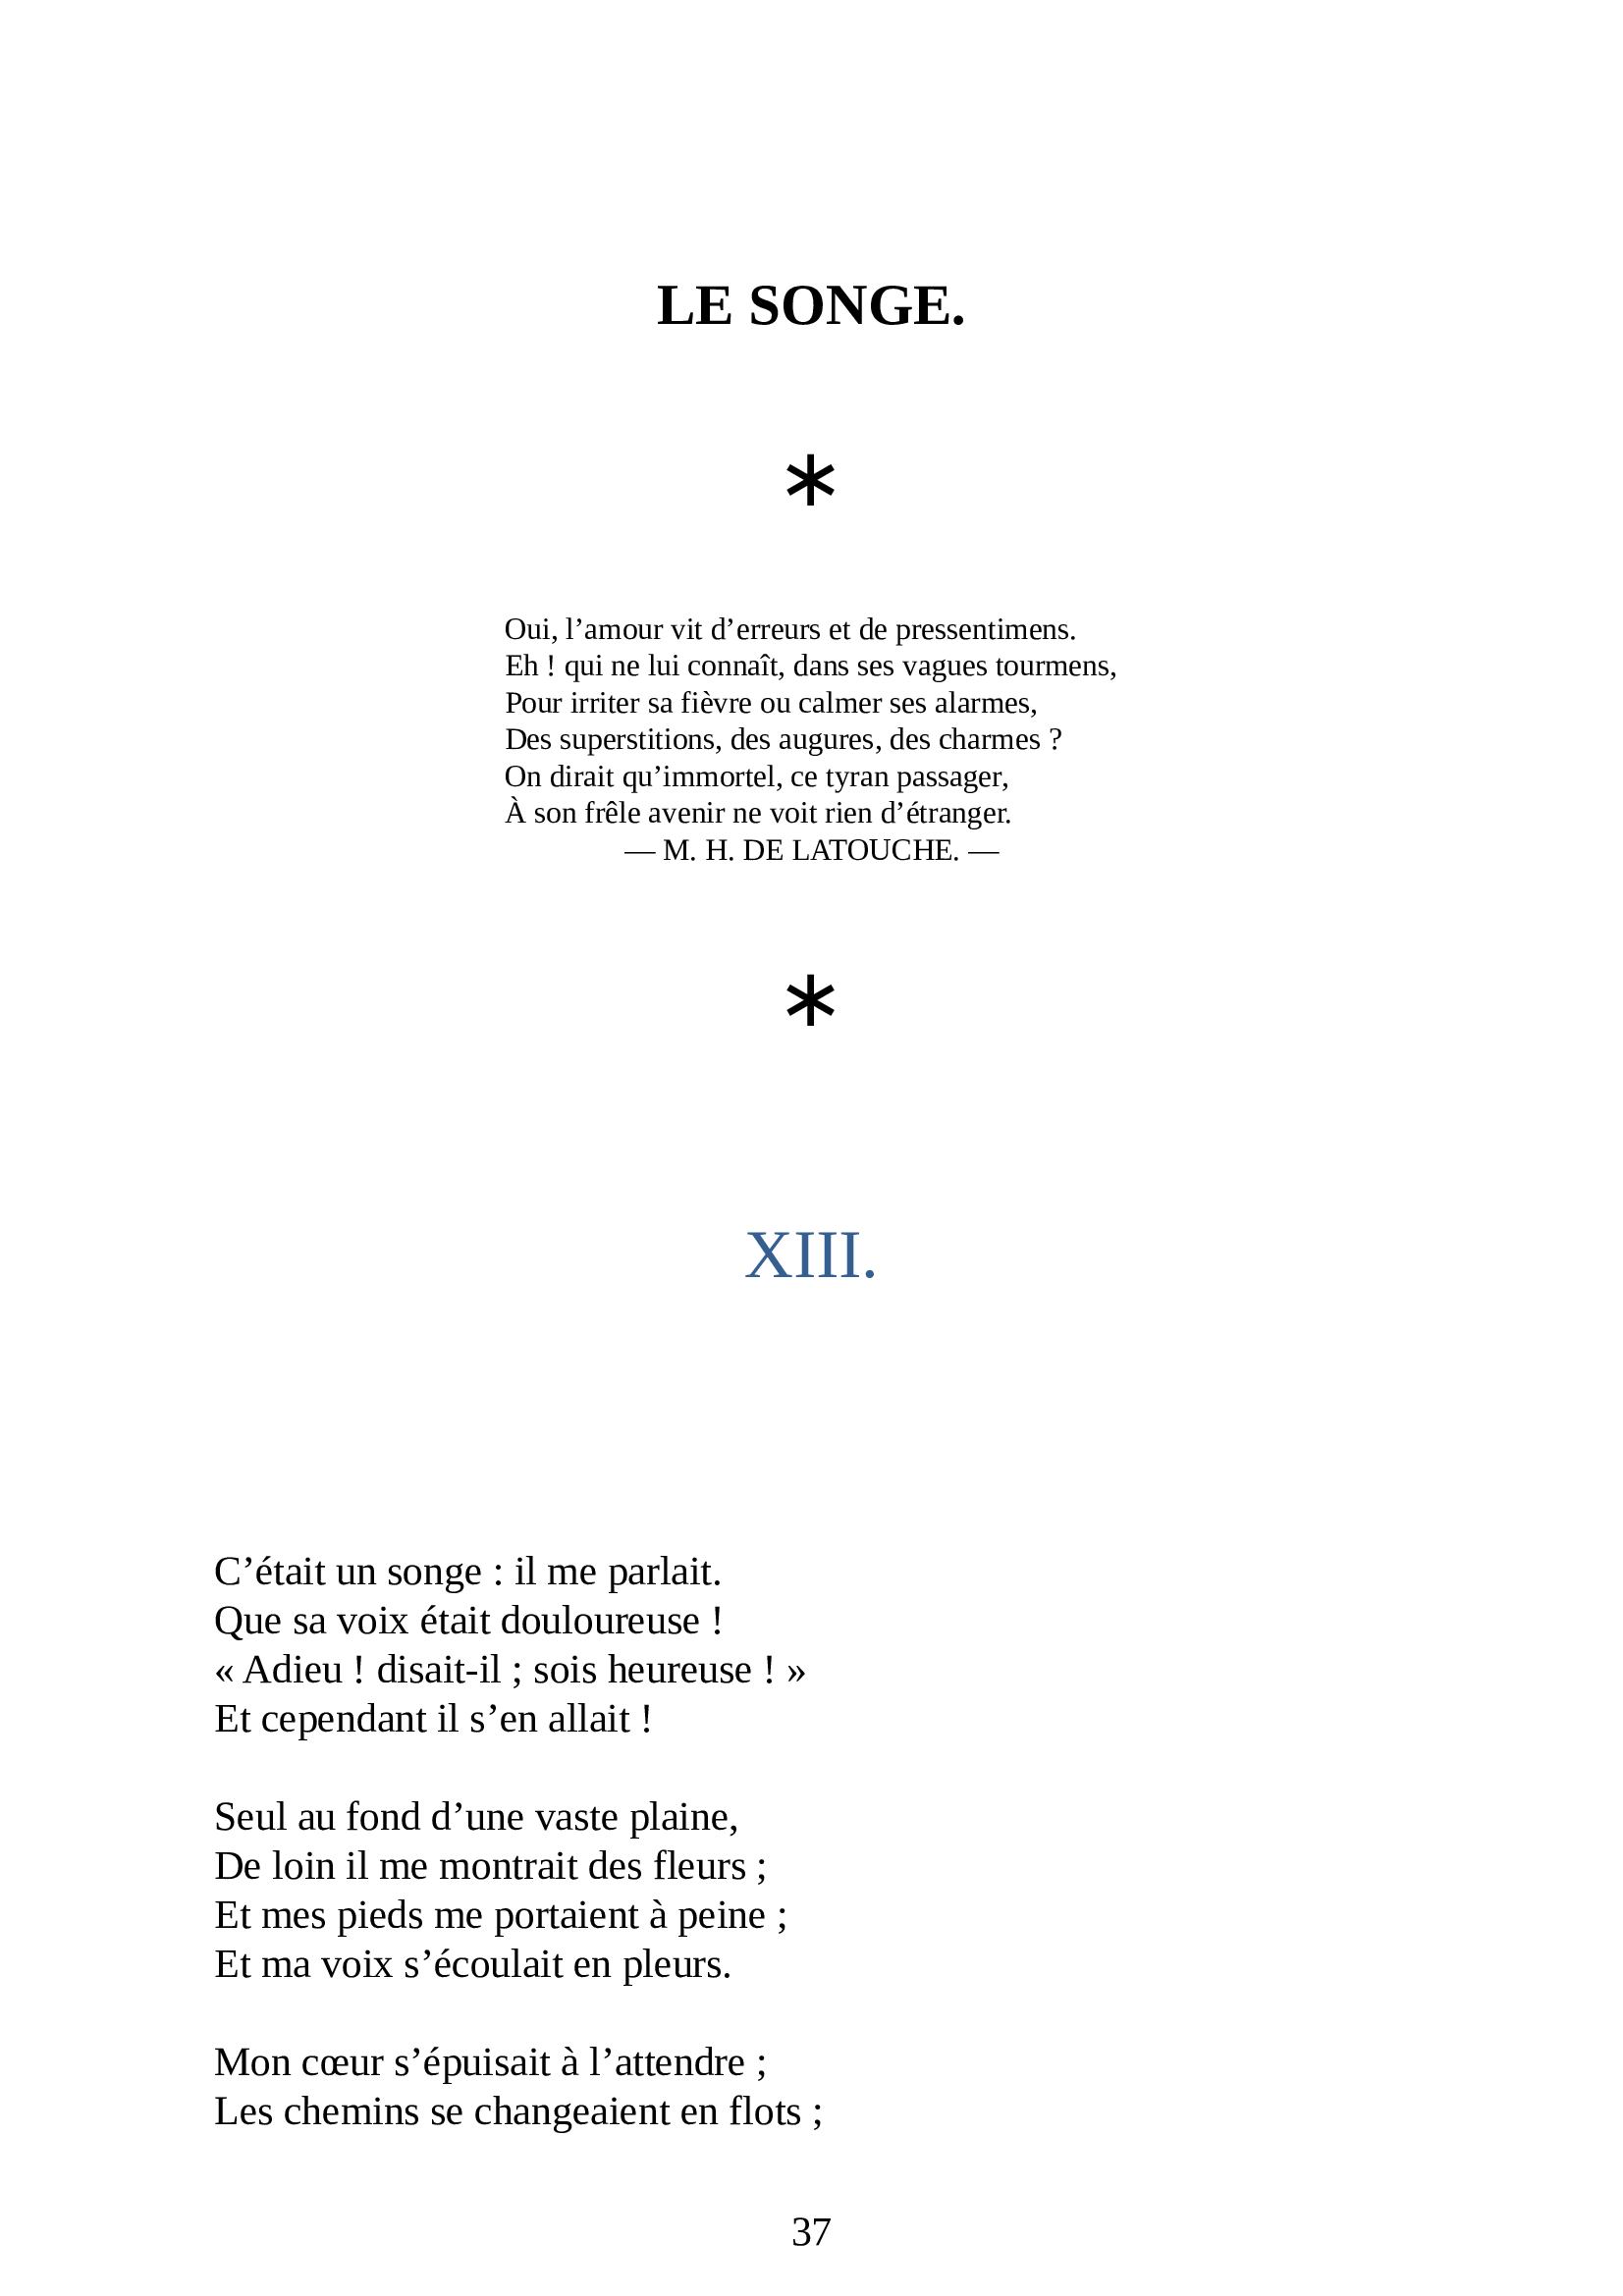 LE SONGE.
*
Oui, l’amour vit d’erreurs et de pressentimens.
Eh ! qui ne lui connaît, dans ses vagues tourmens,
Pour irriter sa fièvre ou calmer ses alarmes,
Des superstitions, des augures, des charmes ?
On dirait qu’immortel, ce tyran passager,
À son frêle avenir ne voit rien d’étranger.
— M. H. DE LATOUCHE. —
*
XIII.
C’était un songe : il me parlait.
Que sa voix était douloureuse !
« Adieu ! disait-il ; sois heureuse ! »
Et cependant il s’en allait !
Seul au fond d’une vaste plaine,
De loin il me montrait des fleurs ;
Et mes pieds me portaient à peine ;
Et ma voix s’écoulait en pleurs.
Mon cœur s’épuisait à l’attendre ;
Les chemins se changeaient en flots ;
37